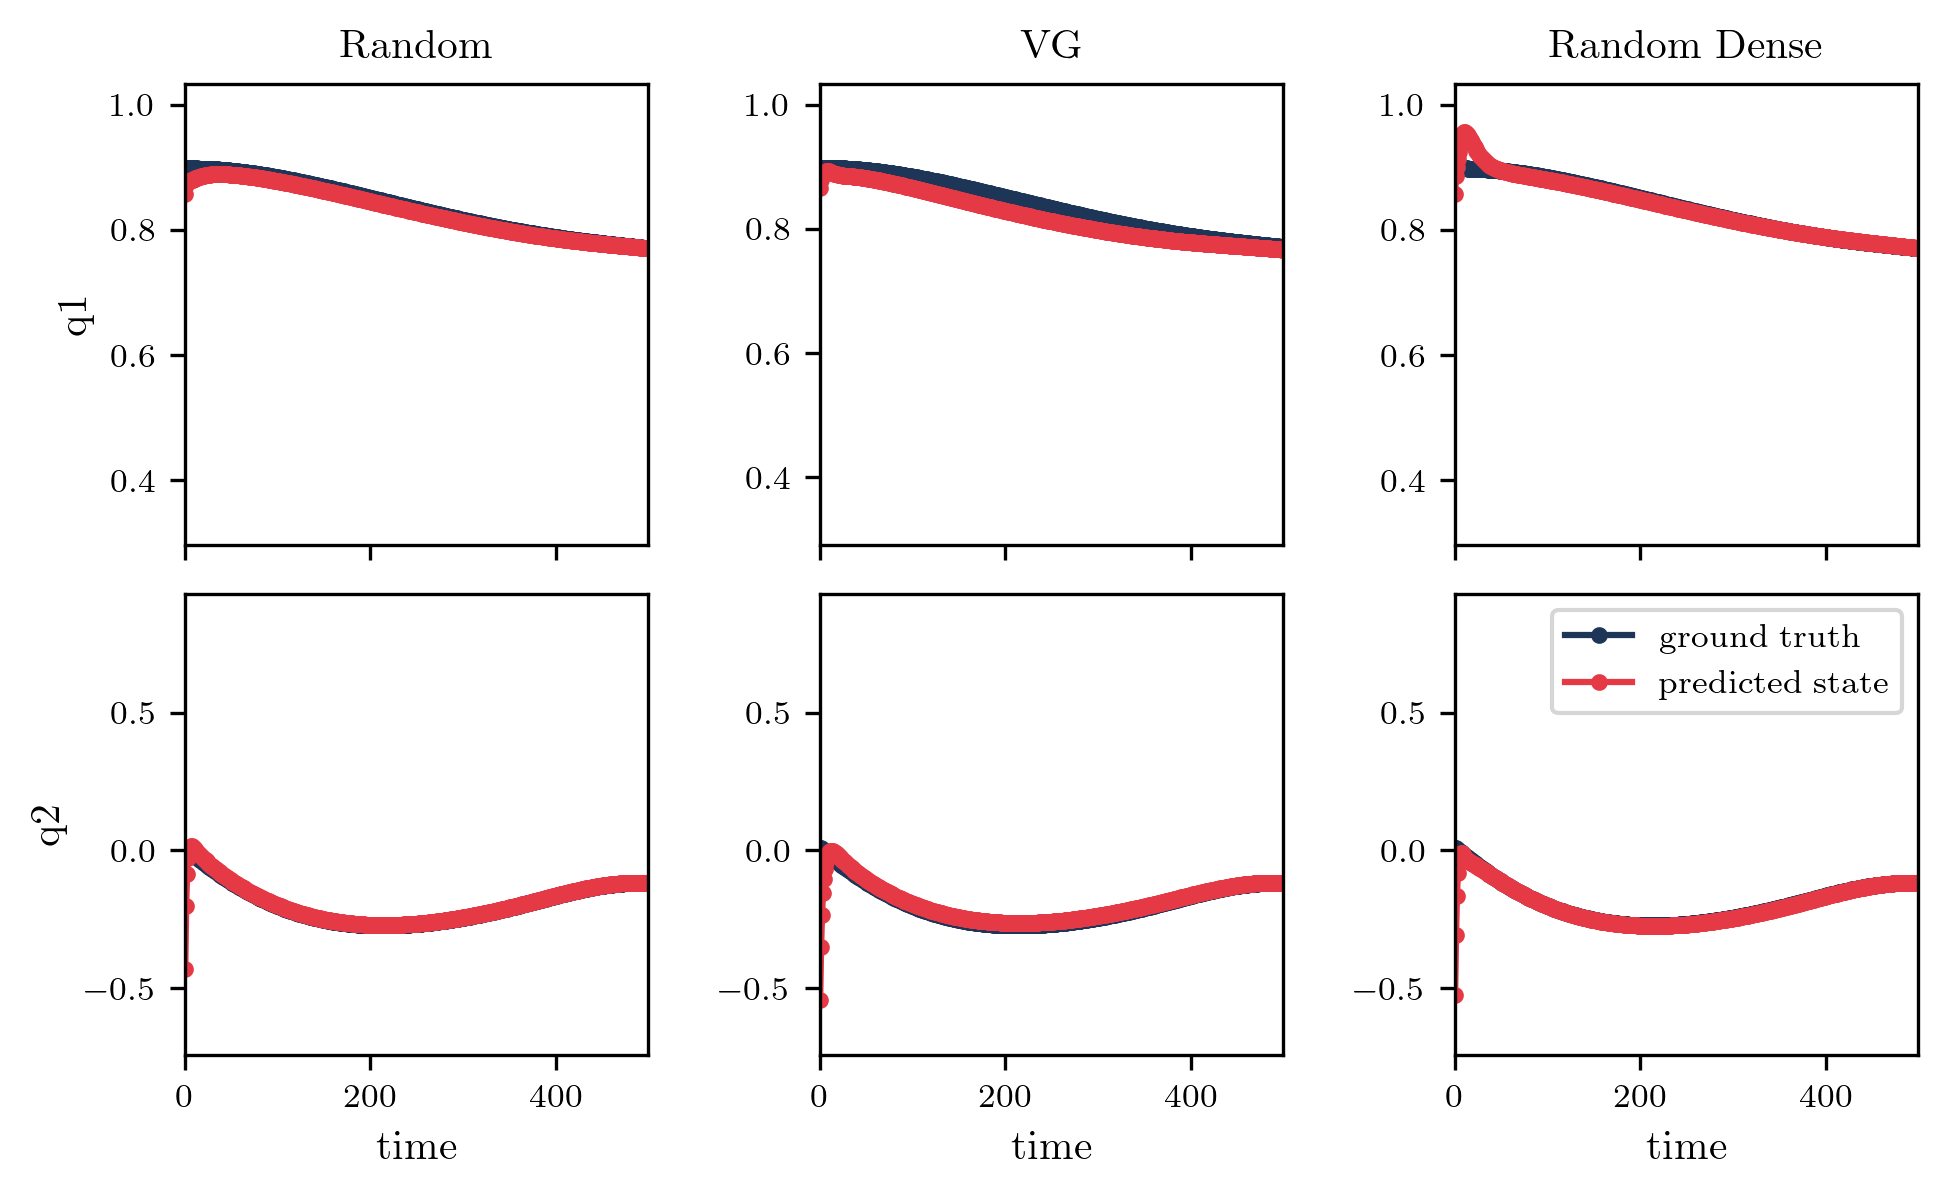 Random VG Random Dense
1.0 1.0 1.0
0.8 0.8 0.8
q1
0.6 0.6 0.6
0.4 0.4 0.4
ground truth
predicted state
0.5 0.5 0.5
q2
0.0 0.0 0.0
−0.5 −0.5 −0.5
0 200 400 0 200 400 0 200 400
time time time